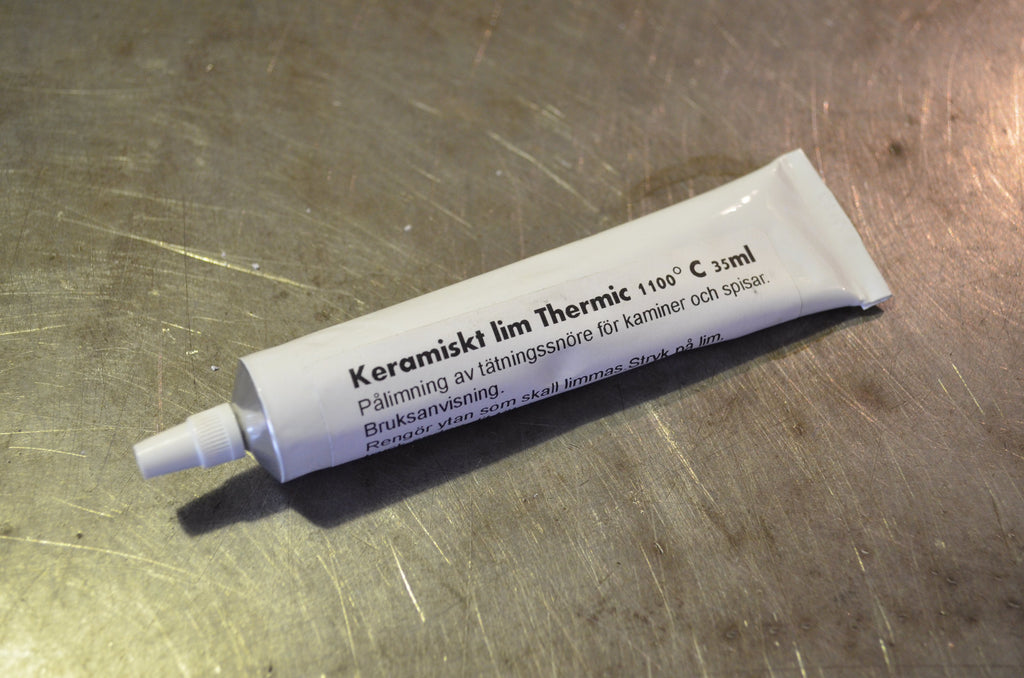 Keramiskt lim Thermic 1100° C 35ml
Pålimning av tätningssnöre för kaminer och spisar.
Bruksanvisning.
Rengör ytan som skall limmas. Stryk på lim.